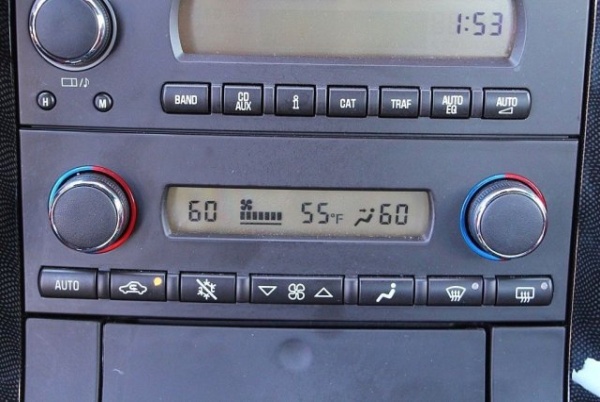 1:53
H M BAND CD AUX i CAT TRAF AUTO EQ AUTO
60 55°F 60
AUTO